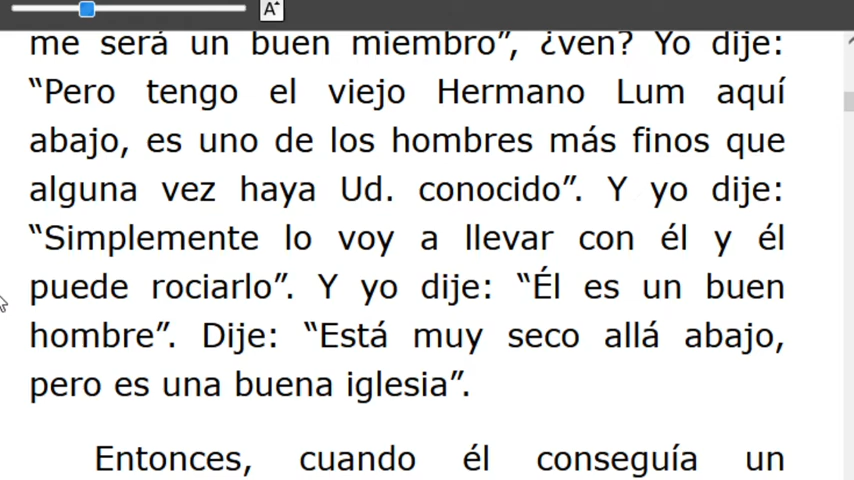 A
me será un buen miembro”, ¿ven? Yo dije:
“Pero tengo el viejo Hermano Lum aquí
abajo, es uno de los hombres más finos que
alguna vez haya Ud. conocido”. Y yo dije:
“Simplemente lo voy a llevar con él y él
puede rociarlo”. Y yo dije: “Él es un buen
hombre”. Dije: “Está muy seco allá abajo,
pero es una buena iglesia”.
Entonces, cuando él conseguía un